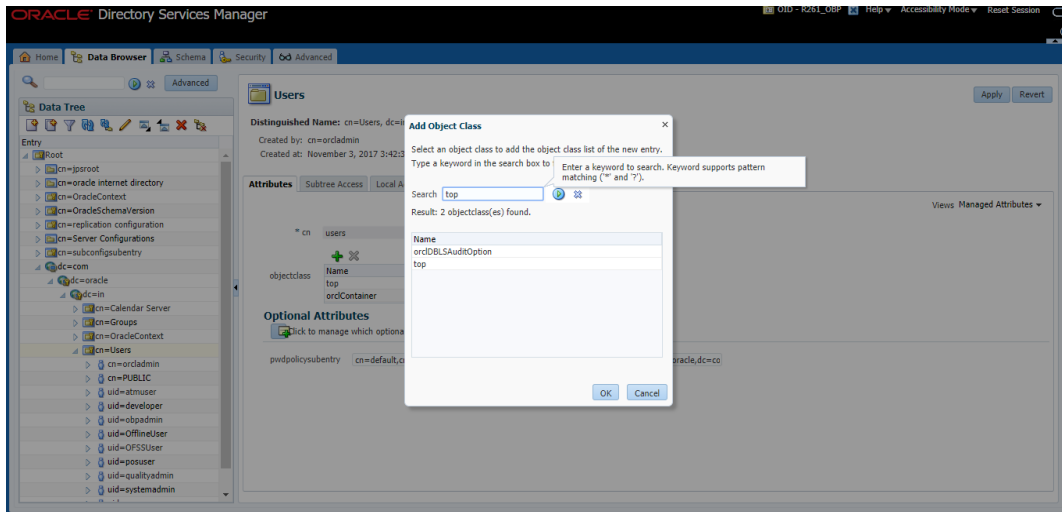 ORACLE Directory Services Manager
OID - R261_OBP Help Accessibility Mode Reset Session
Home Data Browser Schema Security Advanced
Advanced
Data Tree
Entry
Root
cn=jpsroot
cn=oracle internet directory
cn=OracleContext
cn=OracleSchemaVersion
cn=replication configuration
cn=Server Configurations
cn=subconfigsubentry
dc=com
dc=oracle
dc=in
cn=Calendar Server
cn=Groups
cn=OracleContext
cn=Users
cn=orcladmin
cn=PUBLIC
uid=atmuser
uid=developer
uid=obpadmin
uid=OfflineUser
uid=OFSSUser
uid=posuser
uid=qualityadmin
uid=systemadmin
Users
Apply Revert
Distinguished Name: cn=Users, dc=i
Created by: cn=orcladmin
Created at: November 3, 2017 3:42:3
Attributes Subtree Access Local A
Views Managed Attributes
* cn users
objectclass
Name
top
orclContainer
Optional Attributes
Click to manage which optiona
pwdpolicysubentry cn=default,c
oracle,dc=co
Add Object Class
Select an object class to add the object class list of the new entry.
Type a keyword in the search box to
Enter a keyword to search. Keyword supports pattern
matching ('*' and '?').
Search top
Result: 2 objectclass(es) found.
Name
orclDBLSAuditOption
top
OK Cancel